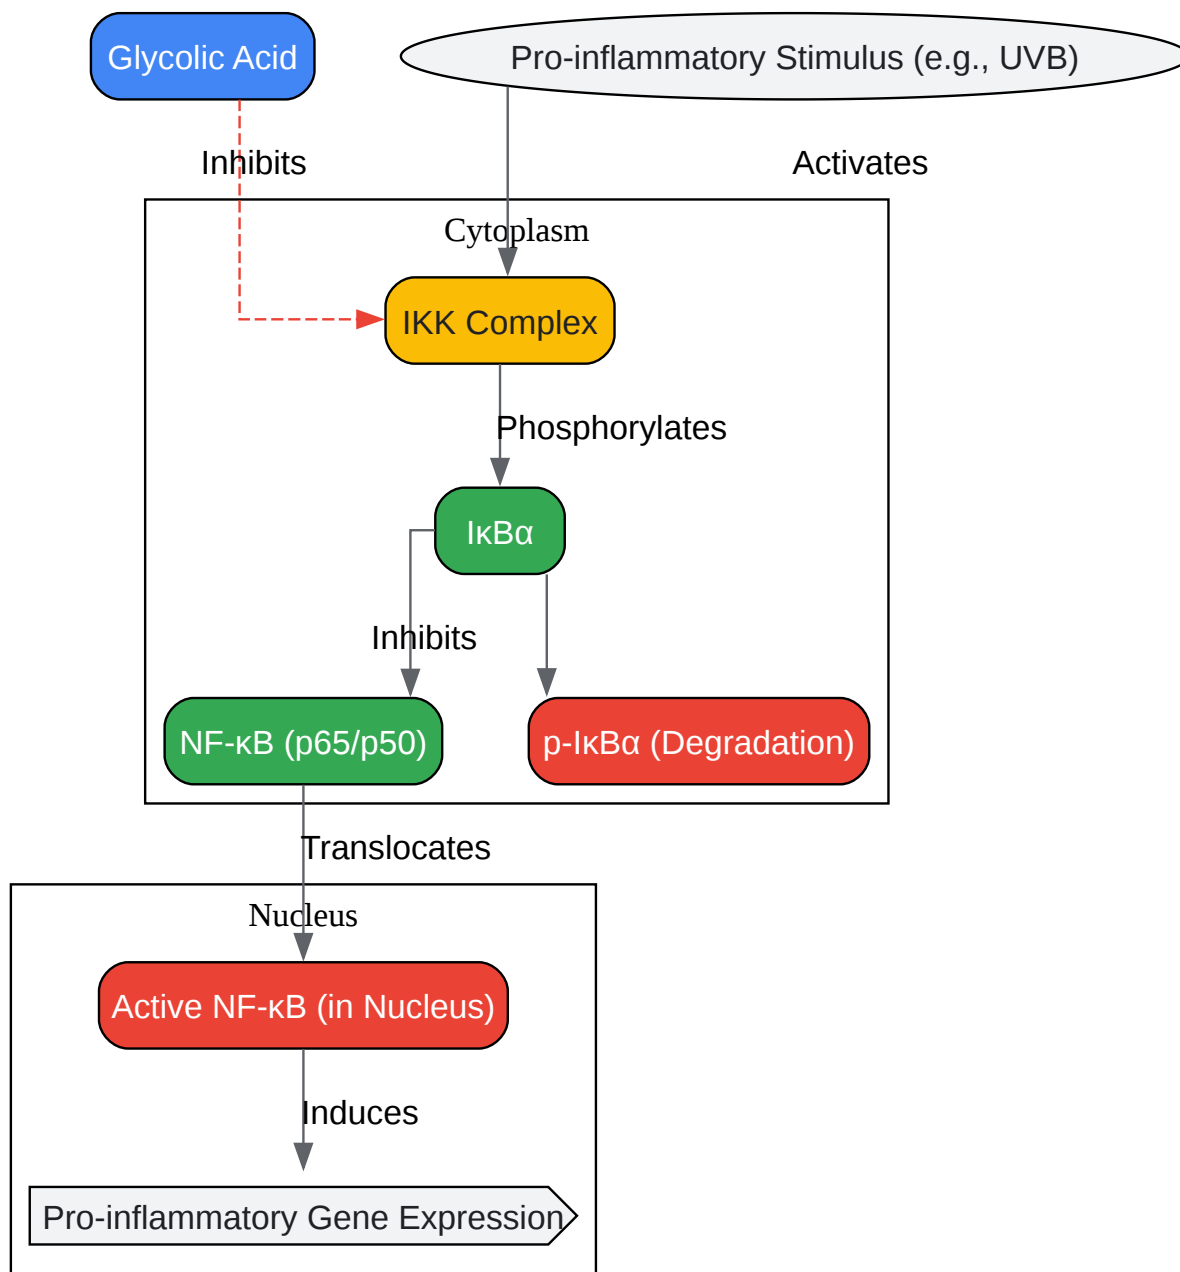 Glycolic Acid
Pro-inflammatory Stimulus (e.g., UVB)
Inhibits
Activates
Cytoplasm
IKK Complex
Phosphorylates
IκBα
Inhibits
NF-κB (p65/p50)
p-IκBα (Degradation)
Translocates
Nucleus
Active NF-κB (in Nucleus)
Induces
Pro-inflammatory Gene Expression